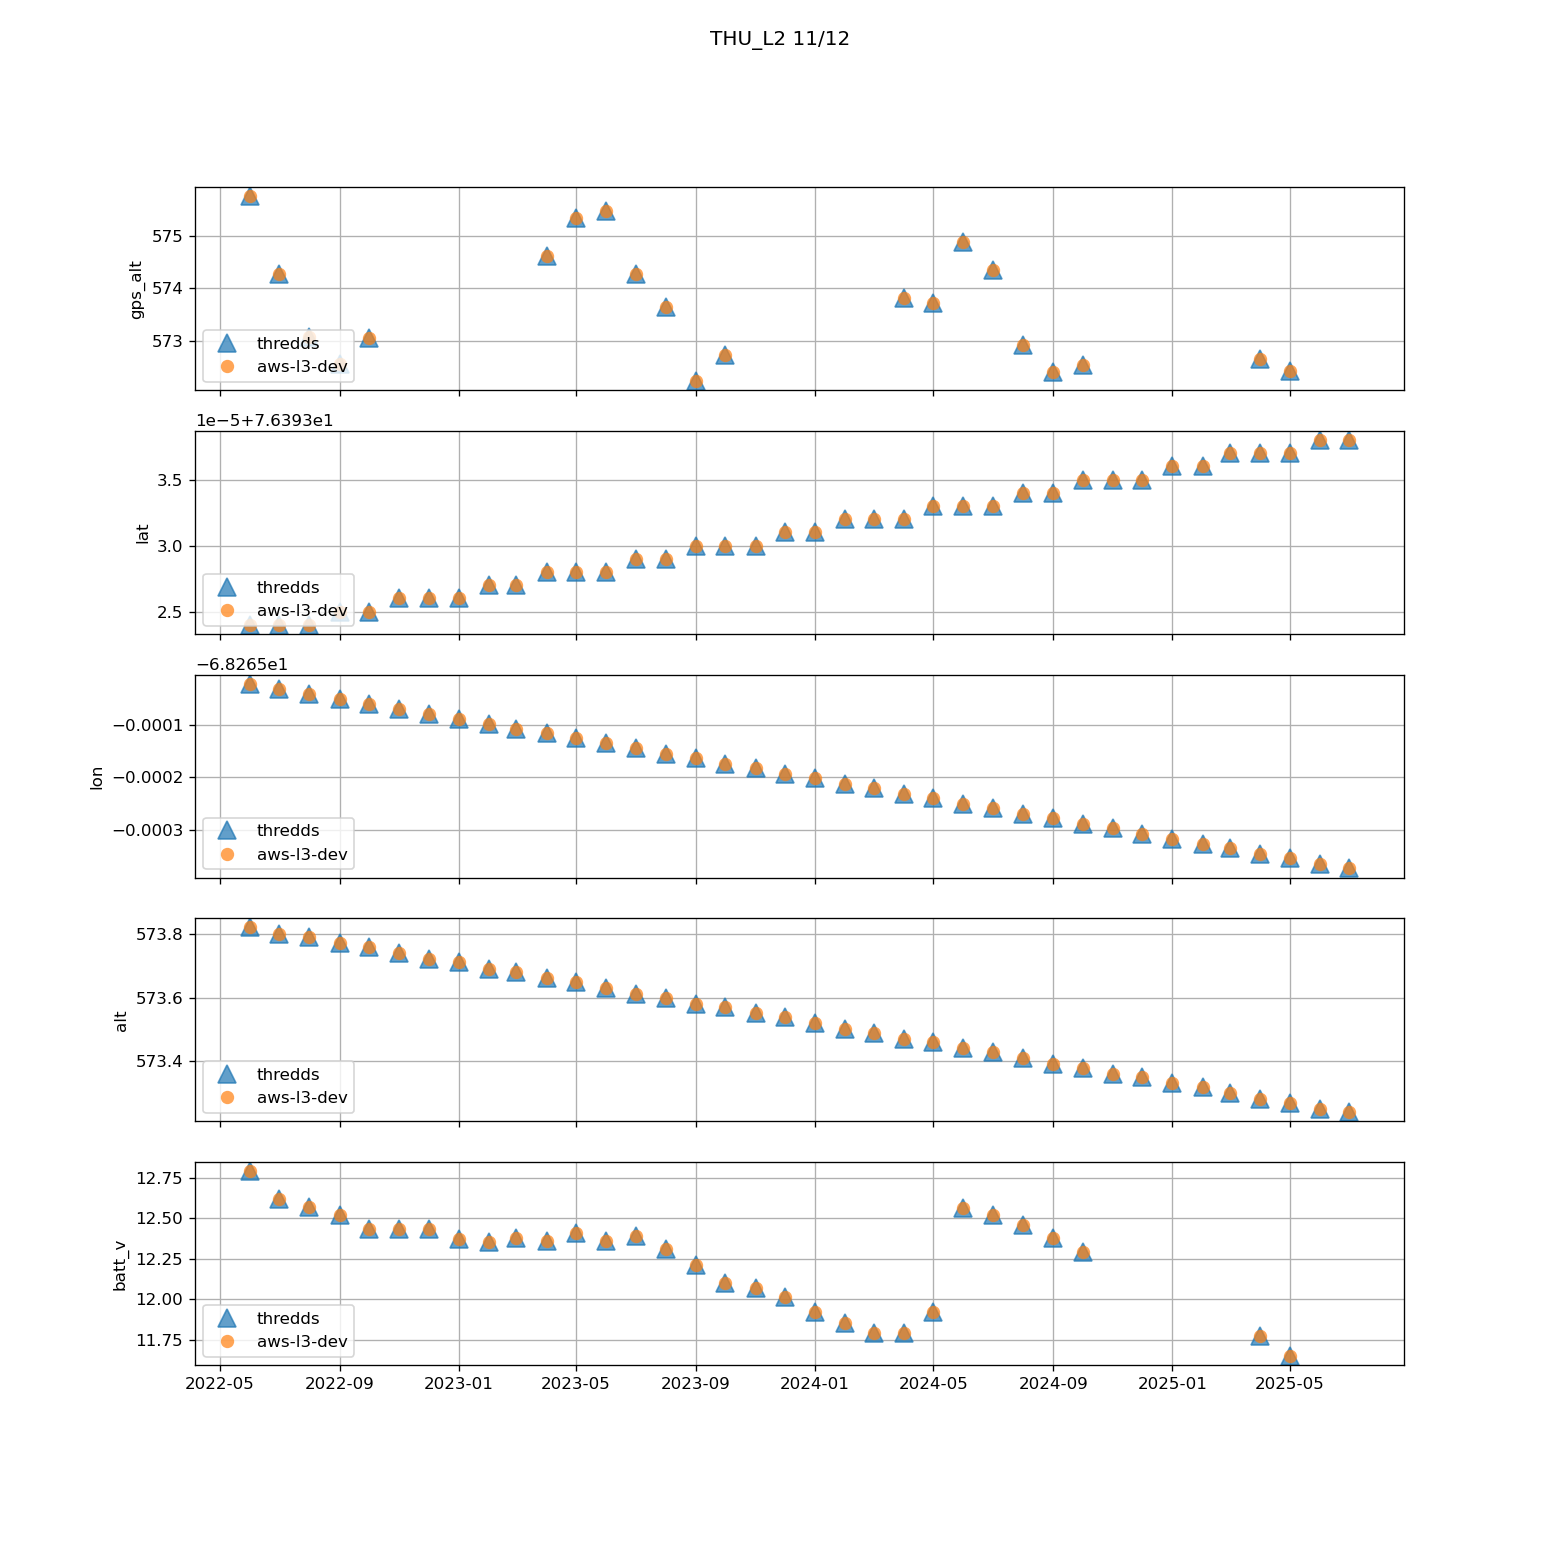 THU_L2 11/12
575
574
573
gps_alt
thredds
aws-l3-dev
1e−5+7.6393e1
3.5
3.0
2.5
lat
thredds
aws-l3-dev
−6.8265e1
−0.0001
−0.0002
−0.0003
lon
thredds
aws-l3-dev
573.8
573.6
573.4
alt
thredds
aws-l3-dev
12.75
12.50
12.25
12.00
11.75
batt_v
thredds
aws-l3-dev
2022-05 2022-09 2023-01 2023-05 2023-09 2024-01 2024-05 2024-09 2025-01 2025-05